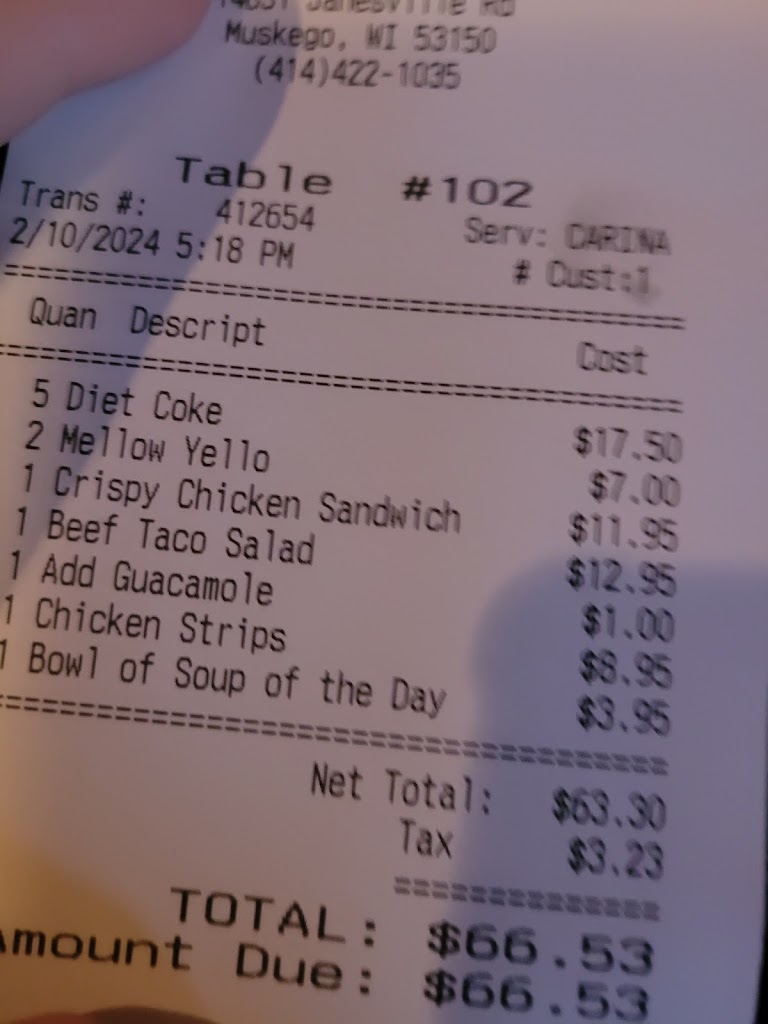 Janesville Rd
Muskego, WI 53150
(414)422-1035
Table #102
Trans #: 412654 Serv: CARINA
2/10/2024 5:18 PM # Cust:1
Quan Descript Cost
5 Diet Coke $17.50
2 Mellow Yello $7.00
1 Crispy Chicken Sandwich $11.95
1 Beef Taco Salad $12.95
1 Add Guacamole $1.00
1 Chicken Strips $8.95
1 Bowl of Soup of the Day $3.95
Net Total: $63.30
Tax $3.23
TOTAL: $66.53
Amount Due: $66.53